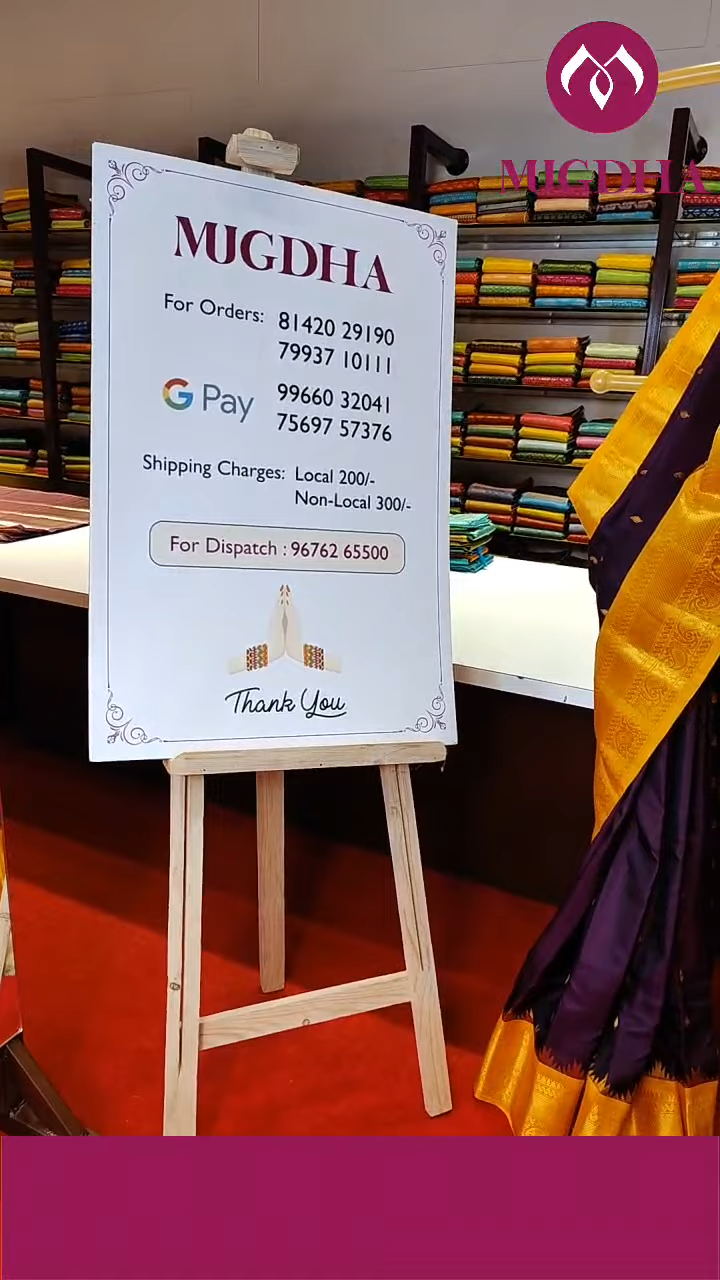 MUGDHA
MUGDHA
For Orders: 81420 29190
79937 10111
G Pay 99660 32041
75697 57376
Shipping Charges: Local 200/-
Non-Local 300/-
For Dispatch : 96762 65500
Thank You